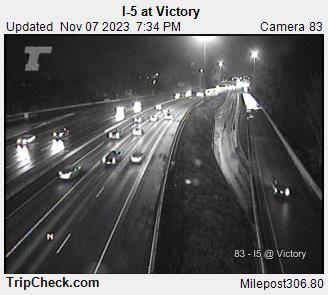 I-5 at Victory
Updated Nov 07 2023 7:34 PM Camera 83
T
N
83 - I5 @ Victory
TripCheck.com Milepost306.80